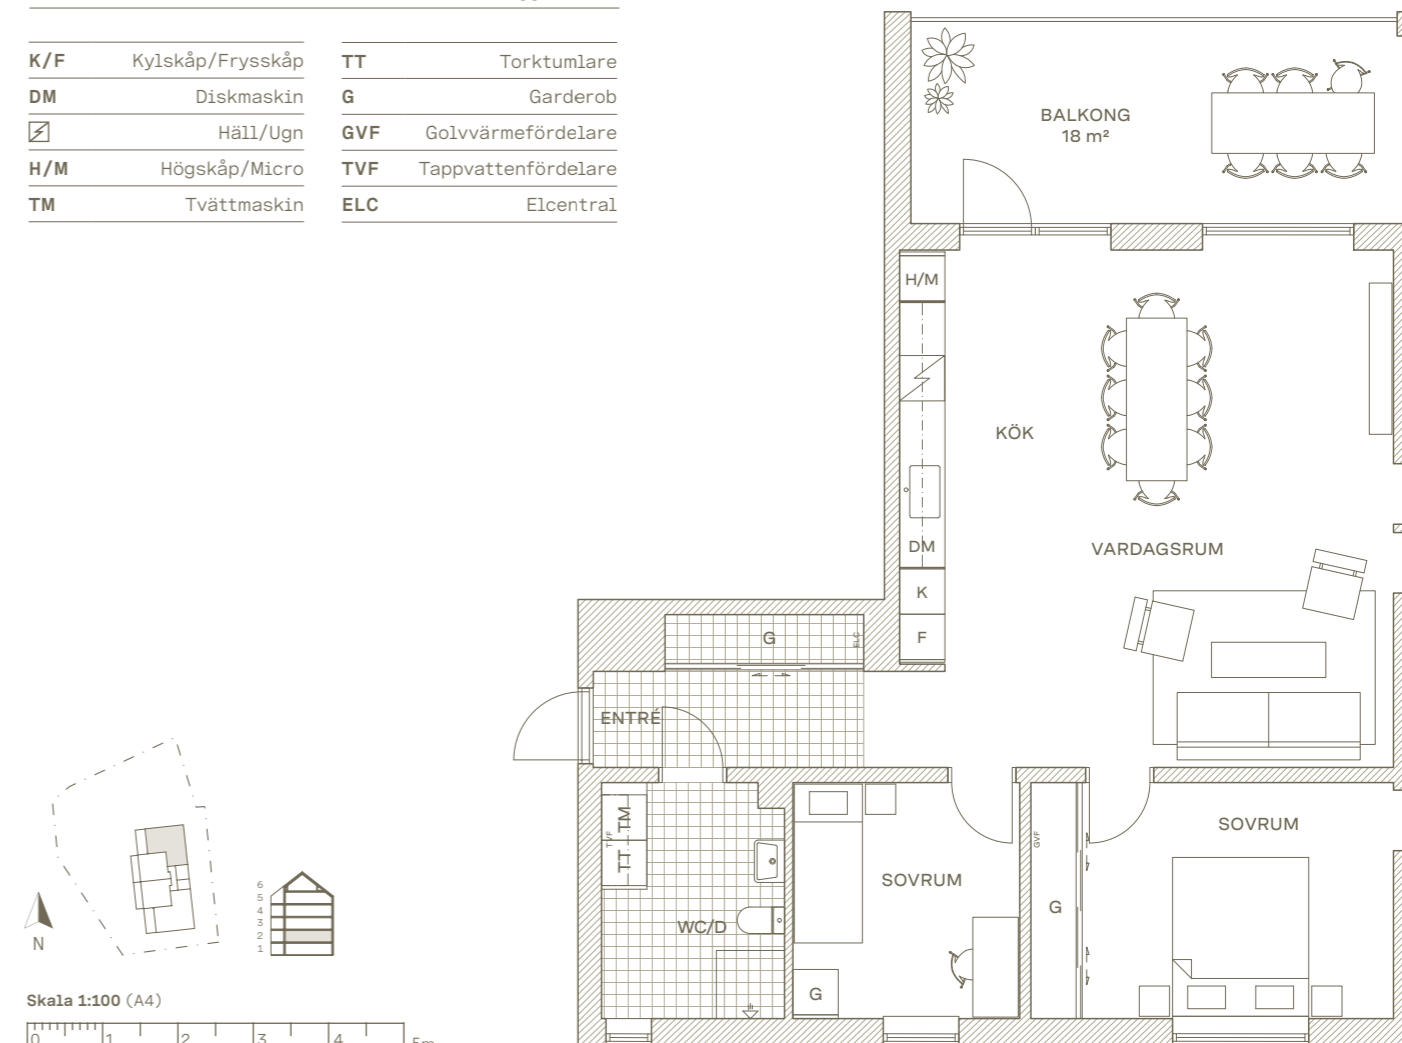 K/F Kylskåp/Frysskåp
DM Diskmaskin
Häll/Ugn
H/M Högskåp/Micro
TM Tvättmaskin
TT Torktumlare
G Garderob
GVF Golvvärmefördelare
TVF Tappvattenfördelare
ELC Elcentral
BALKONG
18 m²
H/M
KÖK
VARDAGSRUM
DM
K
F
G
ELC
ENTRÉ
TM
TVF
TT
WC/D
SOVRUM
G
GVF
G
SOVRUM
6
5
4
3
2
1
N
Skala 1:100 (A4)
0 1 2 3 4 5m